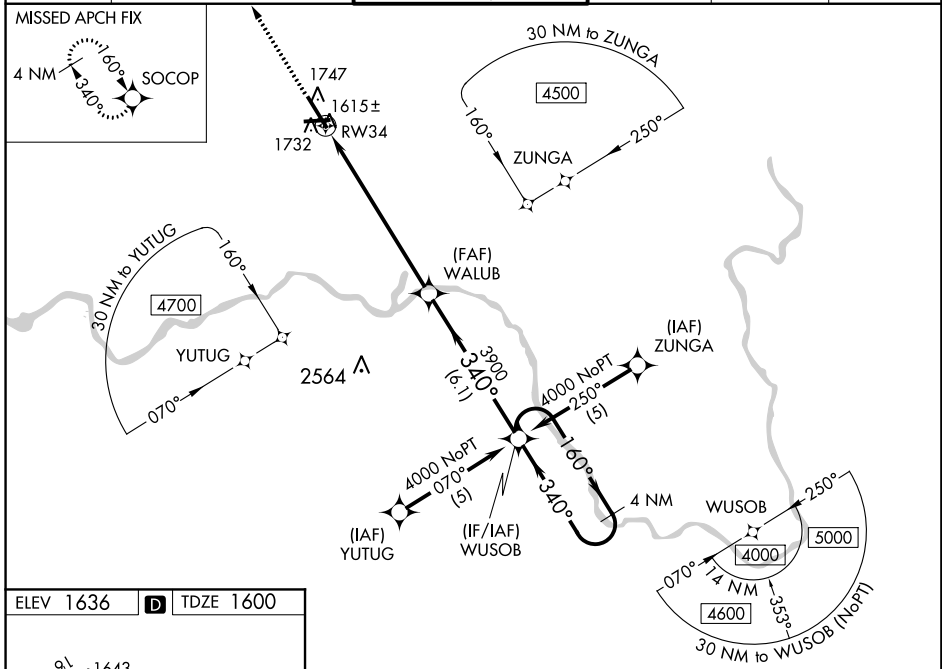 MISSED APCH FIX
4 NM
160°
340°
SOCOP
1747
1615±
1732
RW34
30 NM to ZUNGA
4500
160°
250°
ZUNGA
30 NM to YUTUG
160°
4700
YUTUG
070°
(FAF)
WALUB
2564
3900
340°
(6.1)
(IAF)
ZUNGA
4000 NoPT
250°
(5)
4000 NoPT
070°
(5)
160°
340°
4 NM
(IAF)
YUTUG
(IF/IAF)
WUSOB
WUSOB
250°
5000
4000
070°
14 NM
4600
353°
30 NM to WUSOB (NoPT)
ELEV 1636
D
TDZE 1600
1643